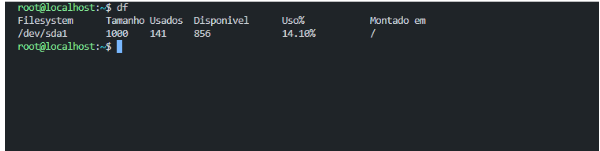 root@localhost:~$ df
Filesystem Tamanho Usados Disponivel Uso% Montado em
/dev/sda1 1000 141 856 14.10% /
root@localhost:~$